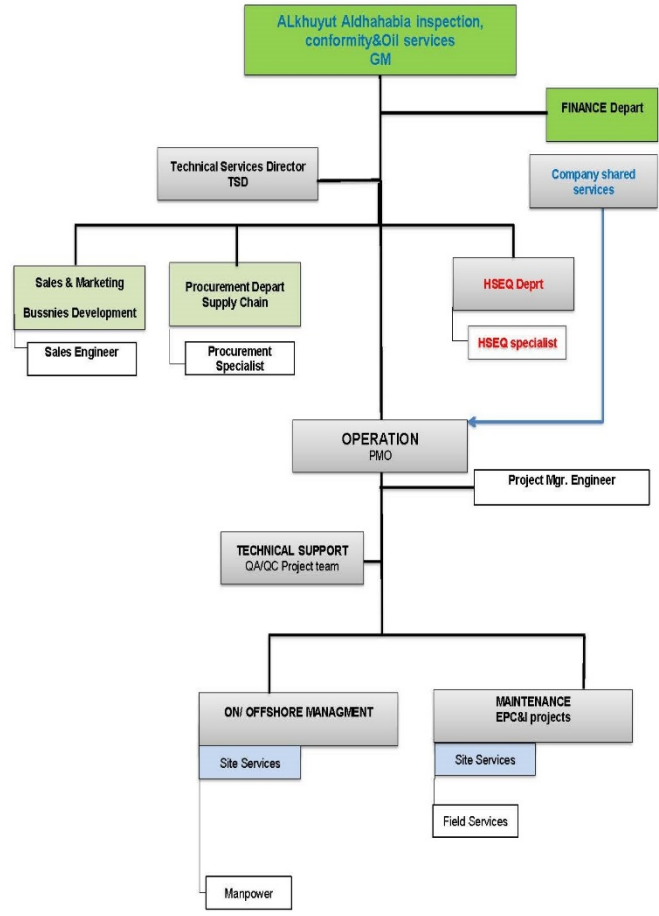 ALkhuyut Aldhahabia inspection,
conformity&Oil services
GM
FINANCE Depart
Technical Services Director
TSD
Company shared
services
Sales & Marketing
Bussnies Development
Procurement Depart
Supply Chain
HSEQ Deprt
Sales Engineer
Procurement
Specialist
HSEQ specialist
OPERATION
PMO
Project Mgr. Engineer
TECHNICAL SUPPORT
QA/QC Project team
ON/ OFFSHORE MANAGMENT
MAINTENANCE
EPC&I projects
Site Services
Site Services
Field Services
Manpower